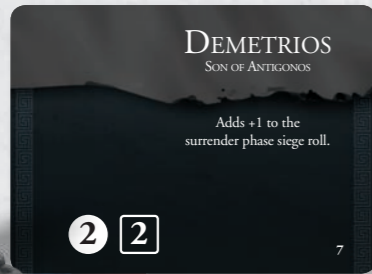 DEMETRIOS
SON OF ANTIGONOS
Adds +1 to the
surrender phase siege roll.
2 2
7